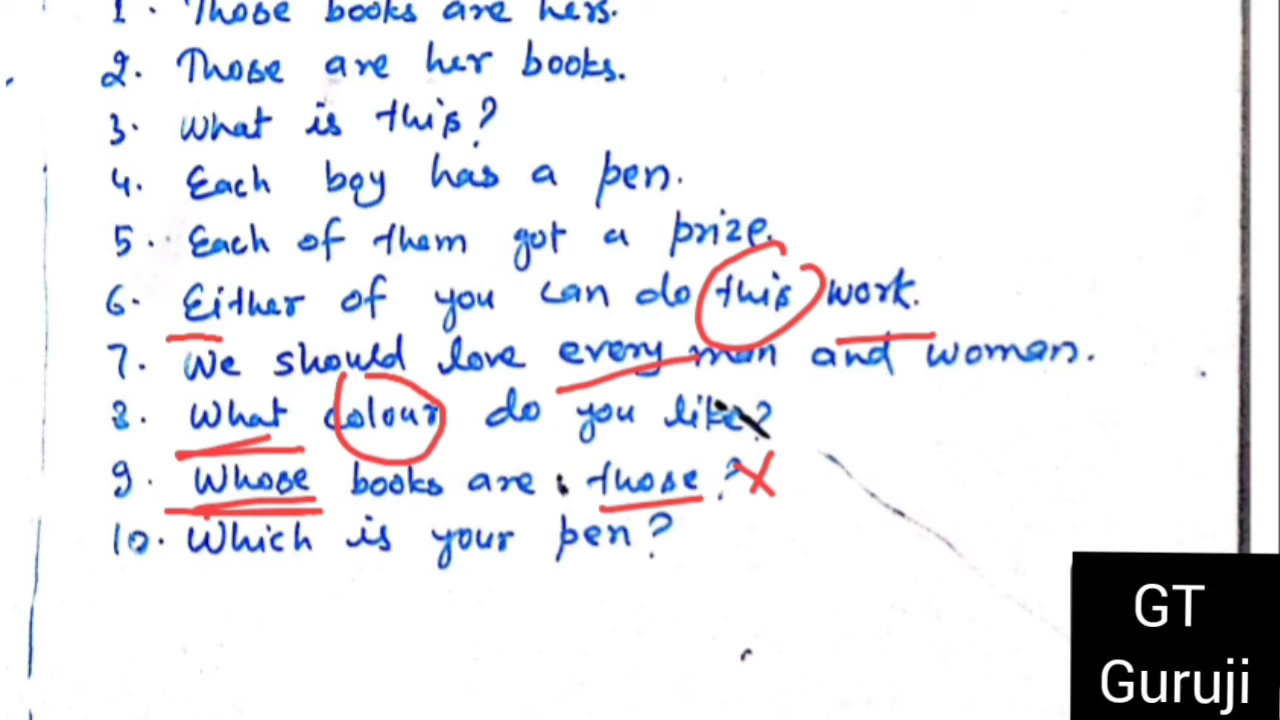 1. Those books are hers.
2. Those are her books.
3. What is this?
4. Each boy has a pen.
5. Each of them got a prize.
6. Either of you can do this work.
7. We should love every man and woman.
8. What colour do you like?
9. Whose books are those?
10. Which is your pen?
GT
Guruji